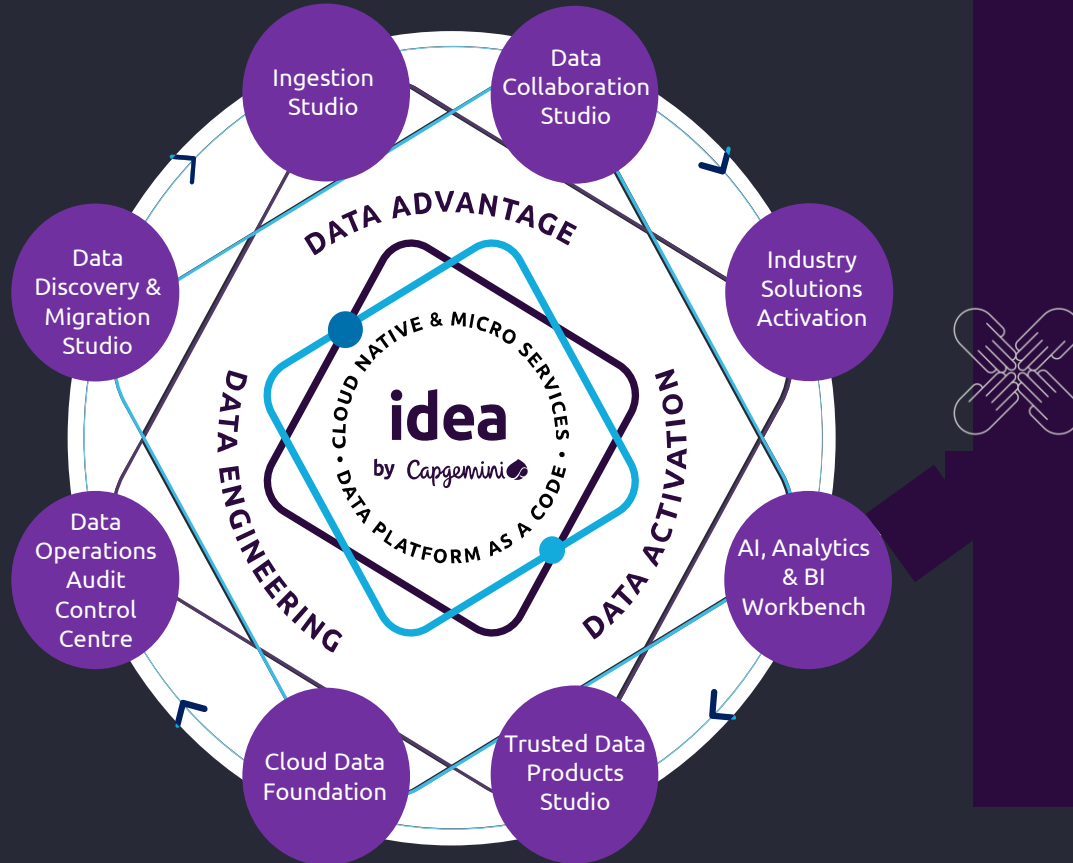 Ingestion
Studio
Data
Collaboration
Studio
Data
Discovery &
Migration
Studio
Industry
Solutions
Activation
DATA ADVANTAGE
CLOUD NATIVE & MICRO SERVICES
idea
by Capgemini
• DATA PLATFORM AS A CODE •
DATA ENGINEERING
DATA ACTIVATION
Data
Operations
Audit
Control
Centre
AI, Analytics
& BI
Workbench
Cloud Data
Foundation
Trusted Data
Products
Studio